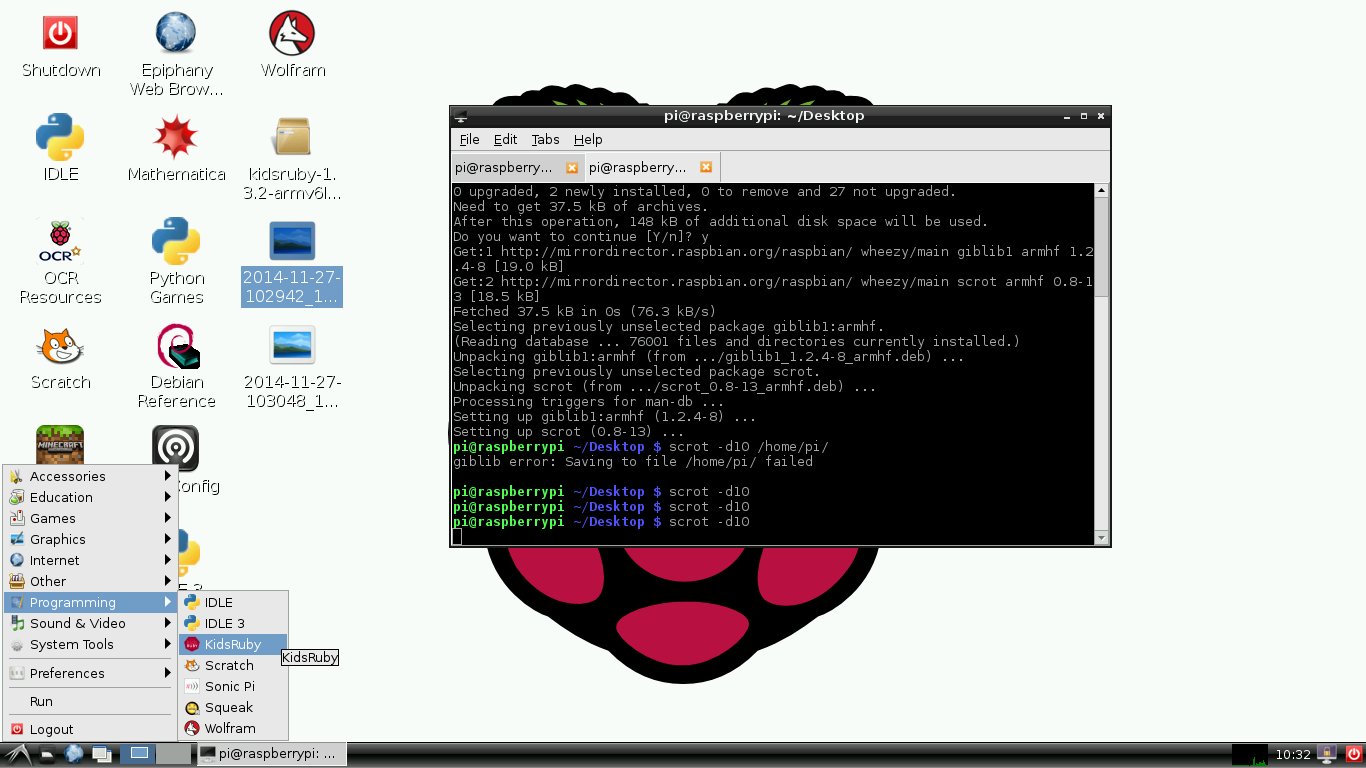 Shutdown
Epiphany
Web Brow...
Wolfram
IDLE
Mathematica
kidsruby-1.
3.2-armv6l...
OCR
OCR
Resources
Python
Games
2014-11-27-
102942_1...
Scratch
Debian
Reference
2014-11-27-
103048_1...
MINECRAFT
Config
pi@raspberrypi: ~/Desktop
File Edit Tabs Help
pi@raspberry... pi@raspberry...
0 upgraded, 2 newly installed, 0 to remove and 27 not upgraded.
Need to get 37.5 kB of archives.
After this operation, 148 kB of additional disk space will be used.
Do you want to continue [Y/n]? y
Get:1 http://mirrordirector.raspbian.org/raspbian/ wheezy/main giblib1 armhf 1.2
.4-8 [19.0 kB]
Get:2 http://mirrordirector.raspbian.org/raspbian/ wheezy/main scrot armhf 0.8-1
3 [18.5 kB]
Fetched 37.5 kB in 0s (76.3 kB/s)
Selecting previously unselected package giblib1:armhf.
(Reading database ... 76001 files and directories currently installed.)
Unpacking giblib1:armhf (from .../giblib1_1.2.4-8_armhf.deb) ...
Selecting previously unselected package scrot.
Unpacking scrot (from .../scrot_0.8-13_armhf.deb) ...
Processing triggers for man-db ...
Setting up giblib1:armhf (1.2.4-8) ...
Setting up scrot (0.8-13) ...
pi@raspberrypi ~/Desktop $ scrot -d10 /home/pi/
giblib error: Saving to file /home/pi/ failed
pi@raspberrypi ~/Desktop $ scrot -d10
pi@raspberrypi ~/Desktop $ scrot -d10
pi@raspberrypi ~/Desktop $ scrot -d10
Accessories
Education
Games
Graphics
Internet
Other
Programming
Sound & Video
System Tools
Preferences
Run
Logout
IDLE
IDLE 3
KidsRuby
Scratch
Sonic Pi
Squeak
Wolfram
KidsRuby
pi@raspberrypi: ...
10:32